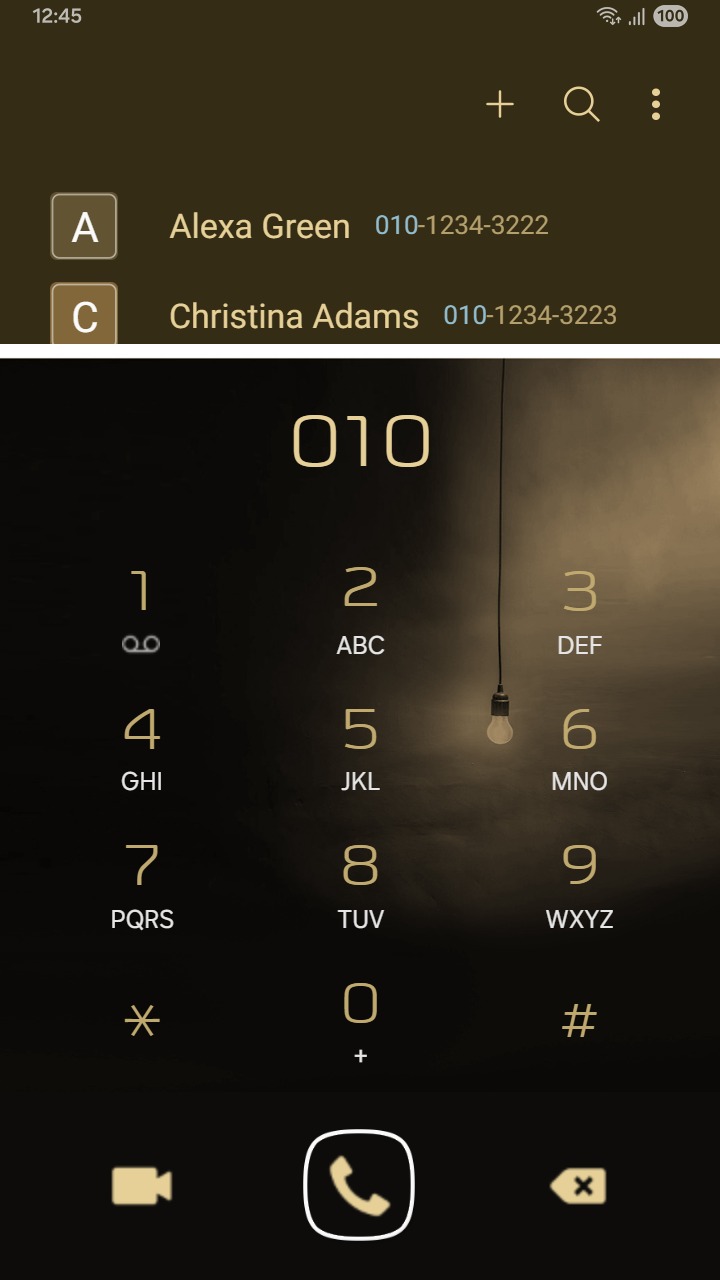 12:45 100
A Alexa Green 010-1234-3222
C Christina Adams 010-1234-3223
010
1 2 3
ABC DEF
4 5 6
GHI JKL MNO
7 8 9
PQRS TUV WXYZ
* 0 #
+